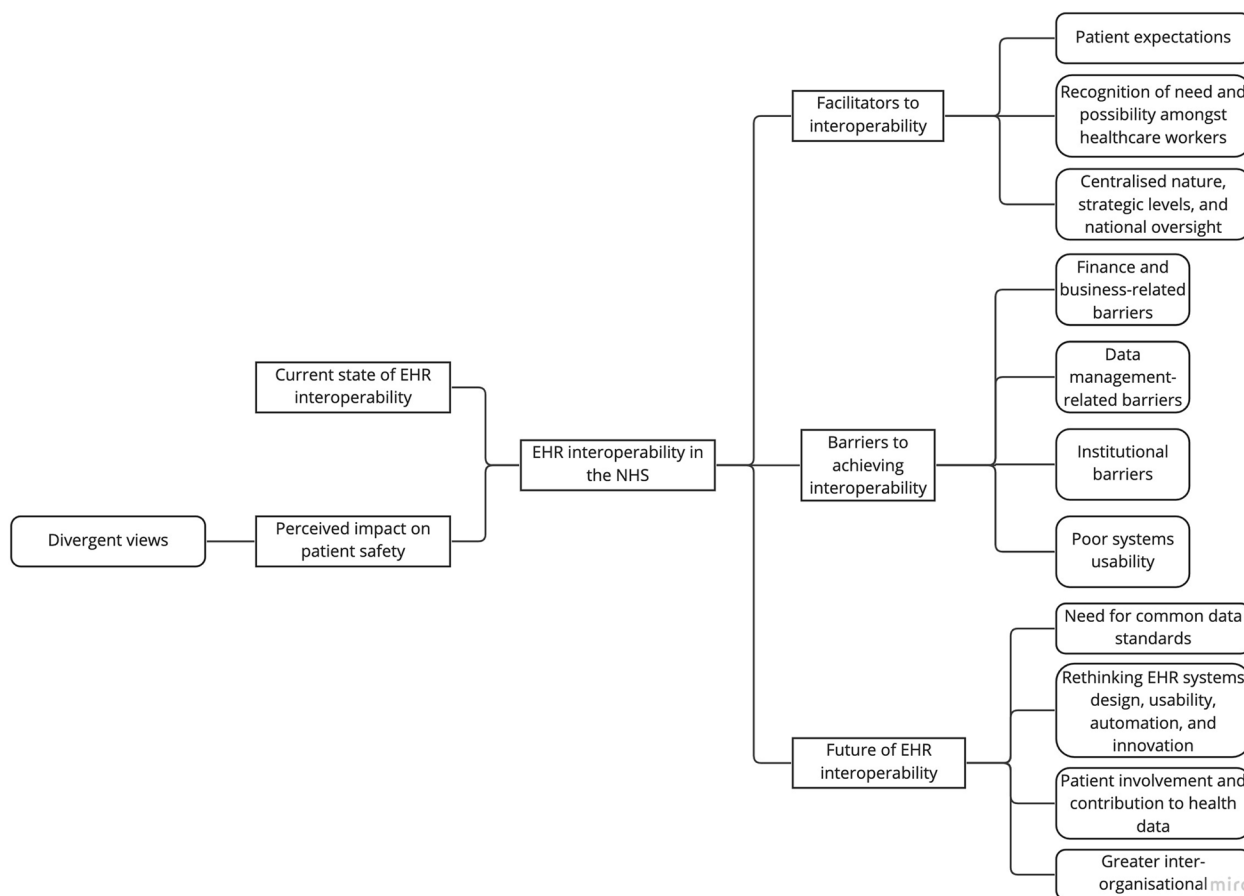 Patient expectations
Facilitators to
interoperability
Recognition of need and
possibility amongst
healthcare workers
Centralised nature,
strategic levels, and
national oversight
Finance and
business-related
barriers
Current state of EHR
interoperability
Data
management-
related barriers
EHR interoperability in
the NHS
Barriers to
achieving
interoperability
Institutional
barriers
Divergent views
Perceived impact on
patient safety
Poor systems
usability
Need for common data
standards
Rethinking EHR systems
design, usability,
automation, and
innovation
Future of EHR
interoperability
Patient involvement and
contribution to health
data
Greater inter-
organisational